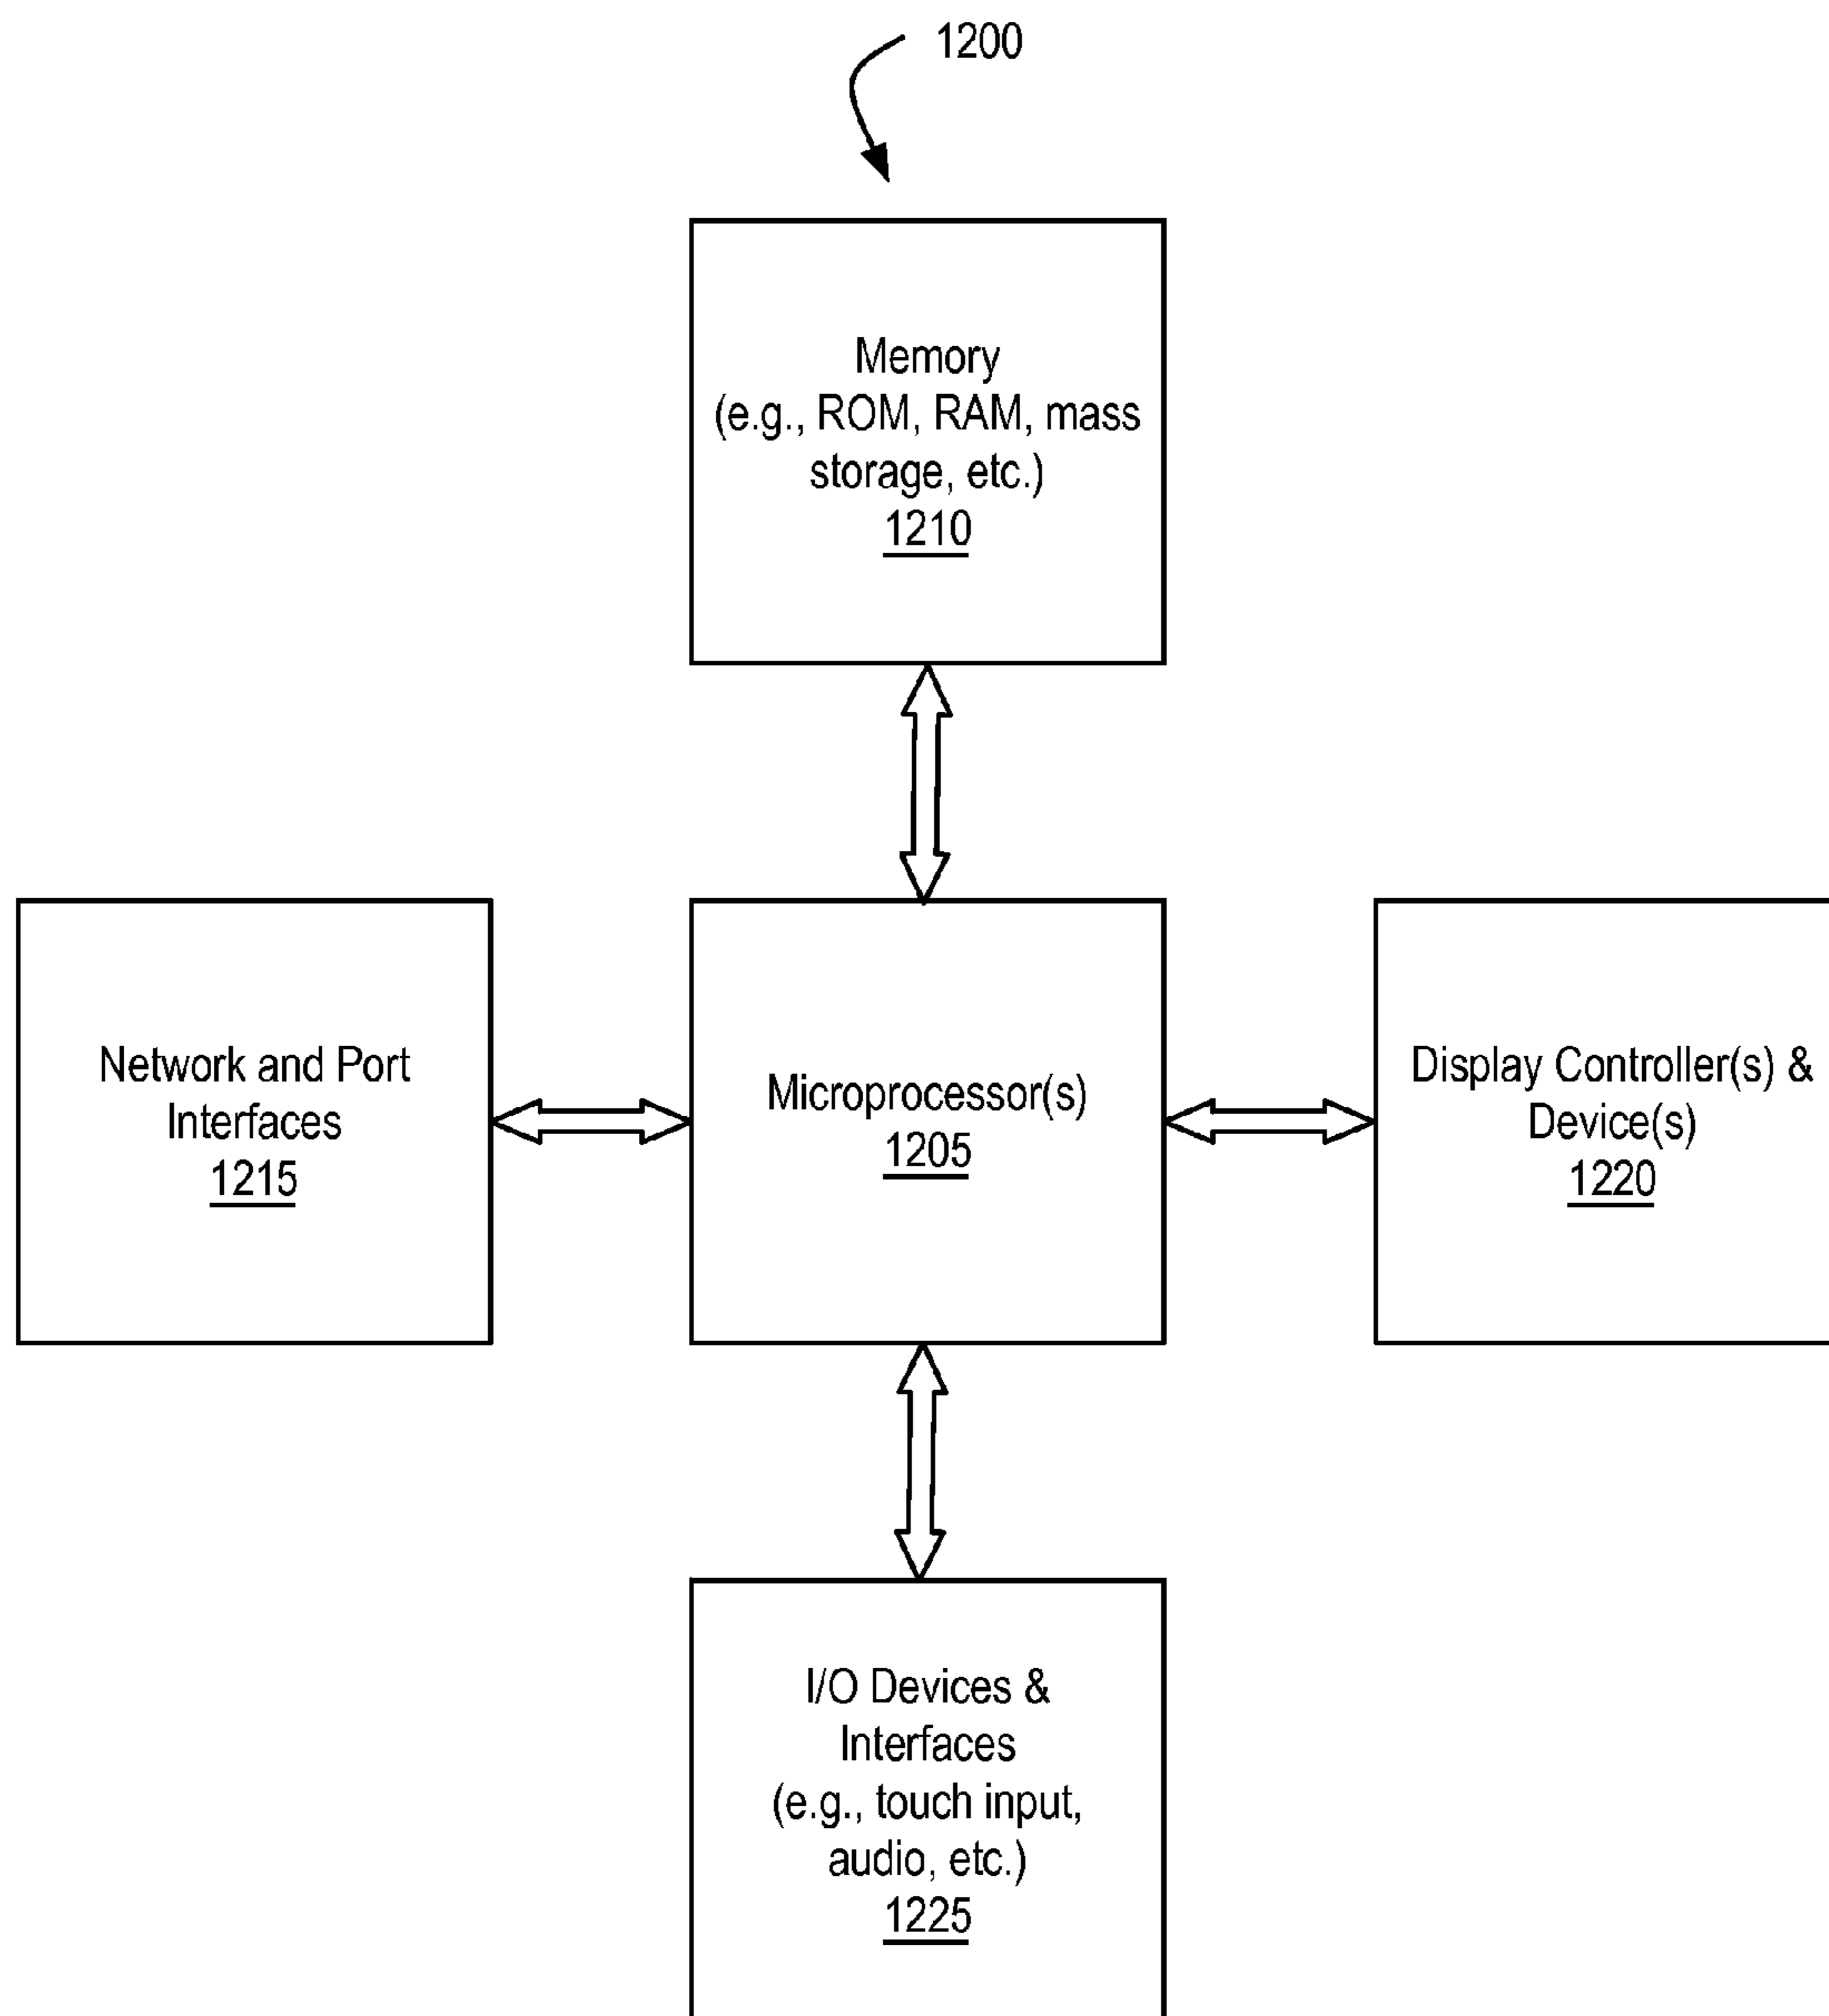 1200
Memory
(e.g., ROM, RAM, mass
storage, etc.)
1210
Network and Port
Interfaces
1215
Microprocessor(s)
1205
Display Controller(s) &
Device(s)
1220
I/O Devices &
Interfaces
(e.g., touch input,
audio, etc.)
1225